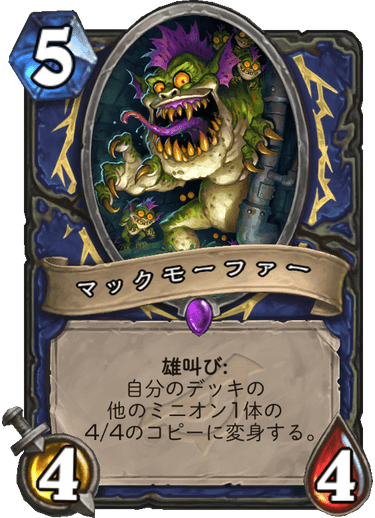 5
マックモーファー
雄叫び:
自分のデッキの
他のミニオン1体の
4/4のコピーに変身する。
4
4